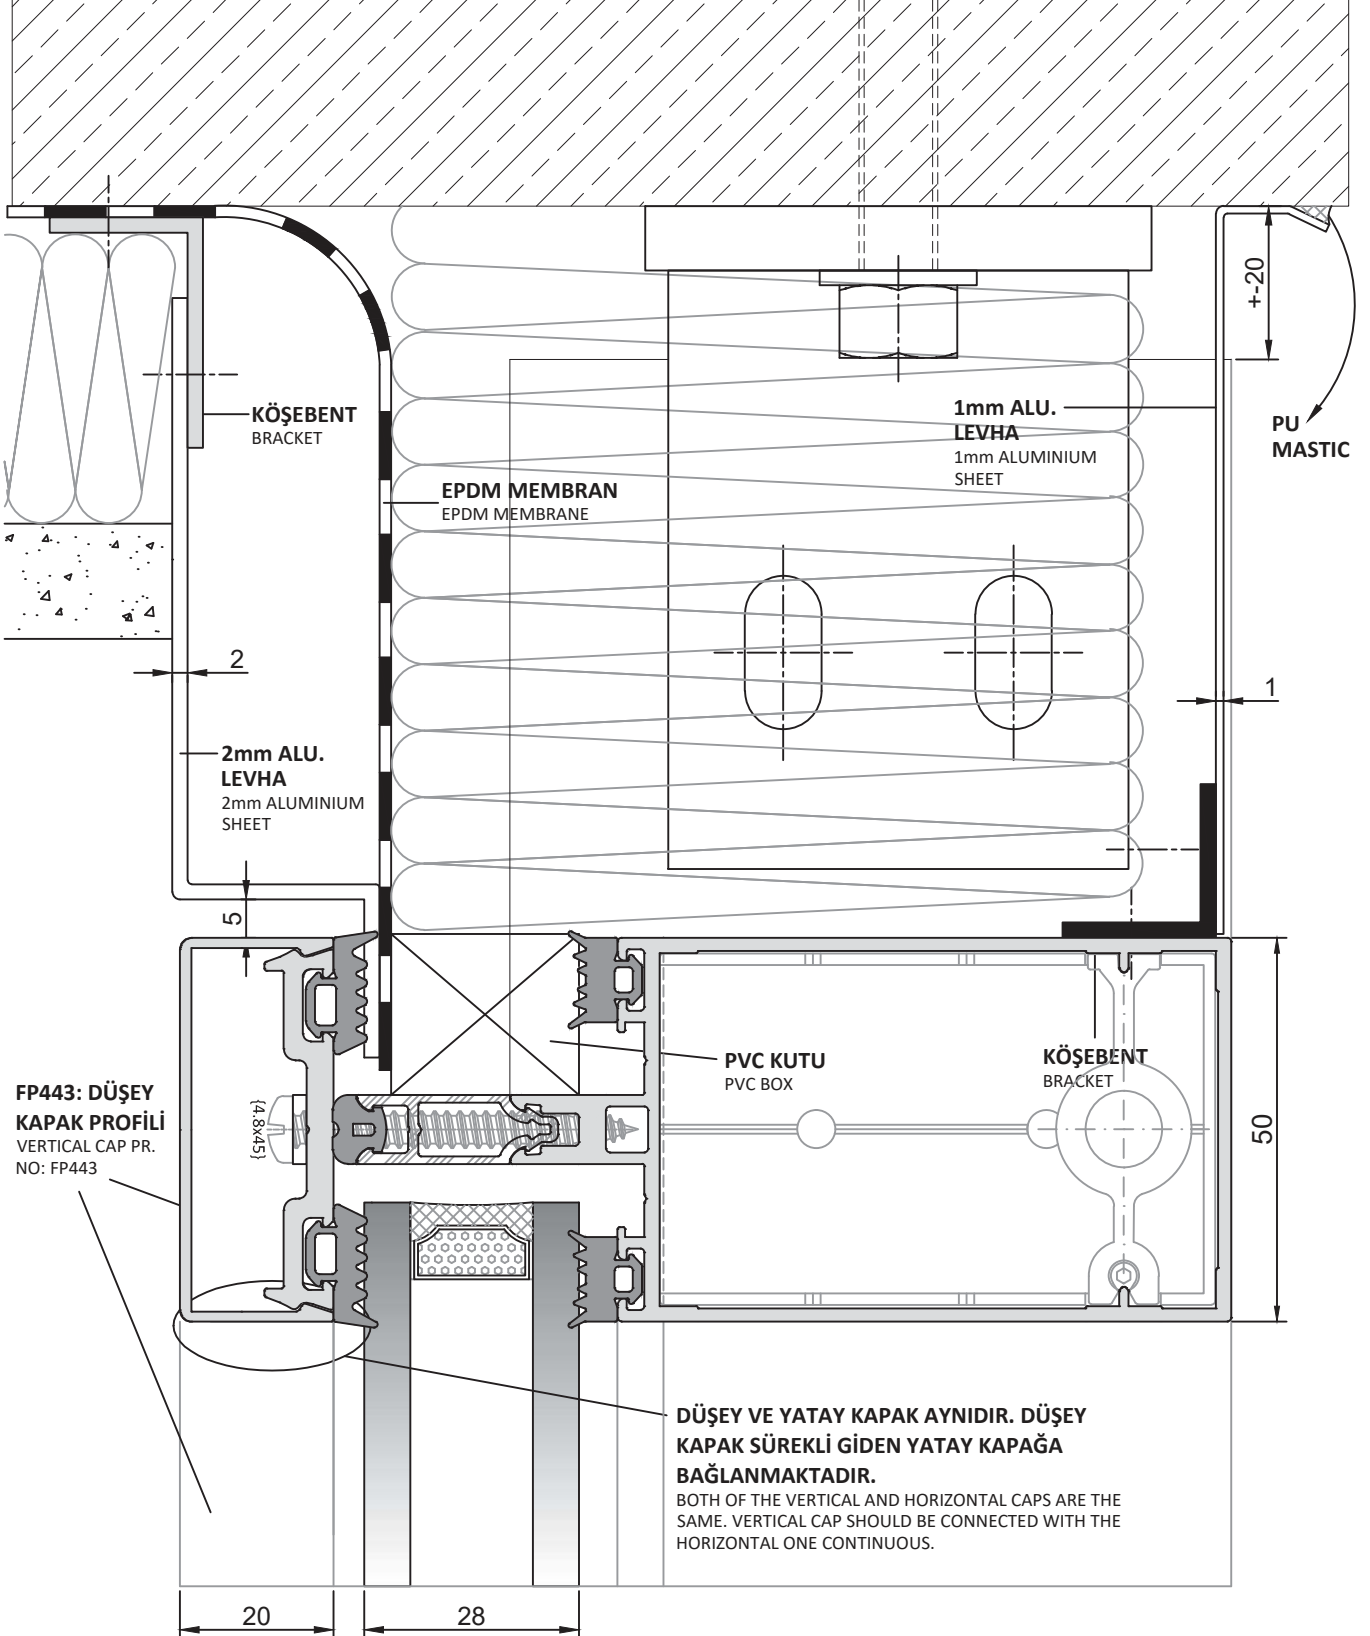 +-20
KÖŞEBENT
BRACKET
1mm ALU.
LEVHA
1mm ALUMINIUM
SHEET
PU
MASTIC
EPDM MEMBRAN
EPDM MEMBRANE
2
1
2mm ALU.
LEVHA
2mm ALUMINIUM
SHEET
5
PVC KUTU
PVC BOX
KÖŞEBENT
BRACKET
FP443: DÜŞEY
KAPAK PROFİLİ
VERTICAL CAP PR.
NO: FP443
{4.8x45}
50
DÜŞEY VE YATAY KAPAK AYNIDIR. DÜŞEY
KAPAK SÜREKLİ GİDEN YATAY KAPAĞA
BAĞLANMAKTADIR.
BOTH OF THE VERTICAL AND HORIZONTAL CAPS ARE THE
SAME. VERTICAL CAP SHOULD BE CONNECTED WITH THE
HORIZONTAL ONE CONTINUOUS.
20
28